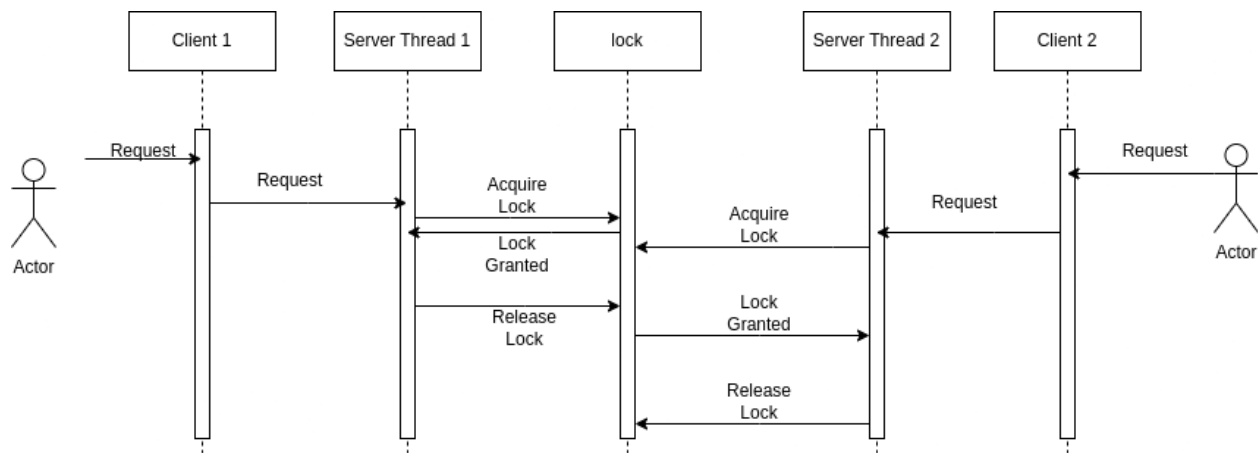 Client 1
Server Thread 1
lock
Server Thread 2
Client 2
Request
Request
Request
Acquire
Lock
Request
Acquire
Lock
Lock
Granted
Actor
Actor
Release
Lock
Lock
Granted
Release
Lock